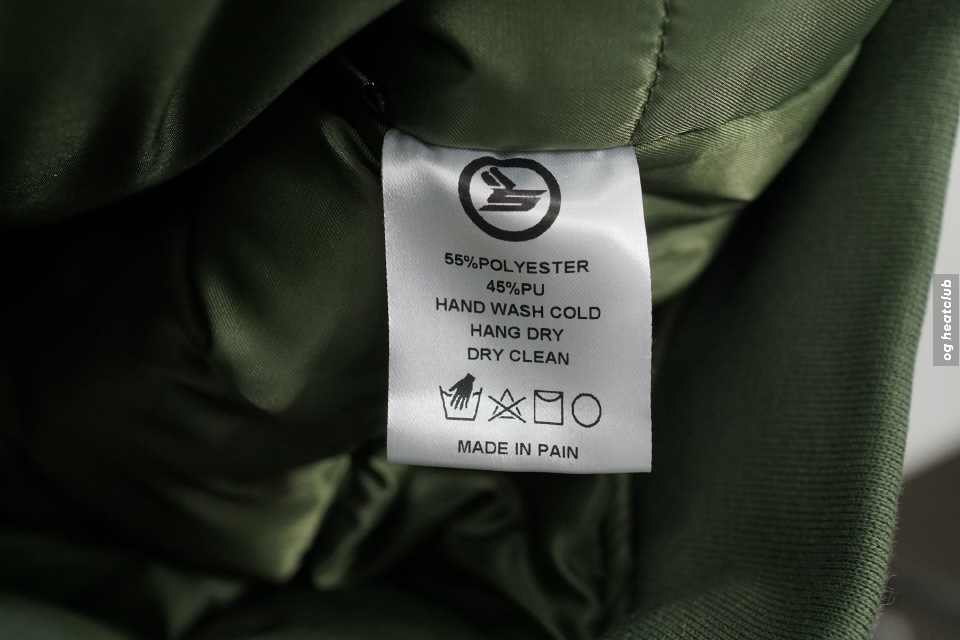 55%POLYESTER
45%PU
HAND WASH COLD
HANG DRY
DRY CLEAN
MADE IN PAIN
og heatclub